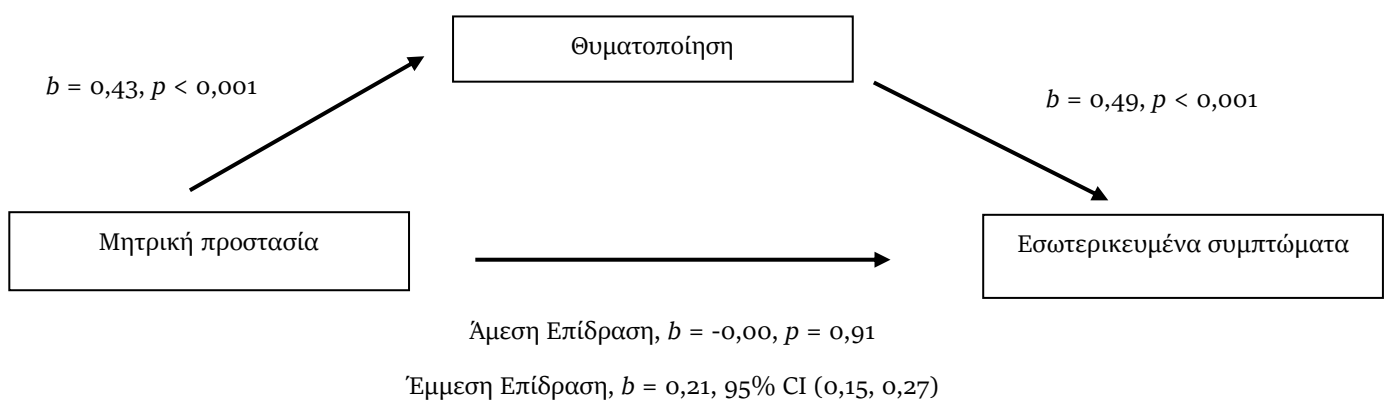 Θυματοποίηση
b = 0,43, p < 0,001
b = 0,49, p < 0,001
Μητρική προστασία
Εσωτερικευμένα συμπτώματα
Άμεση Επίδραση, b = -0,00, p = 0,91
Έμμεση Επίδραση, b = 0,21, 95% CI (0,15, 0,27)